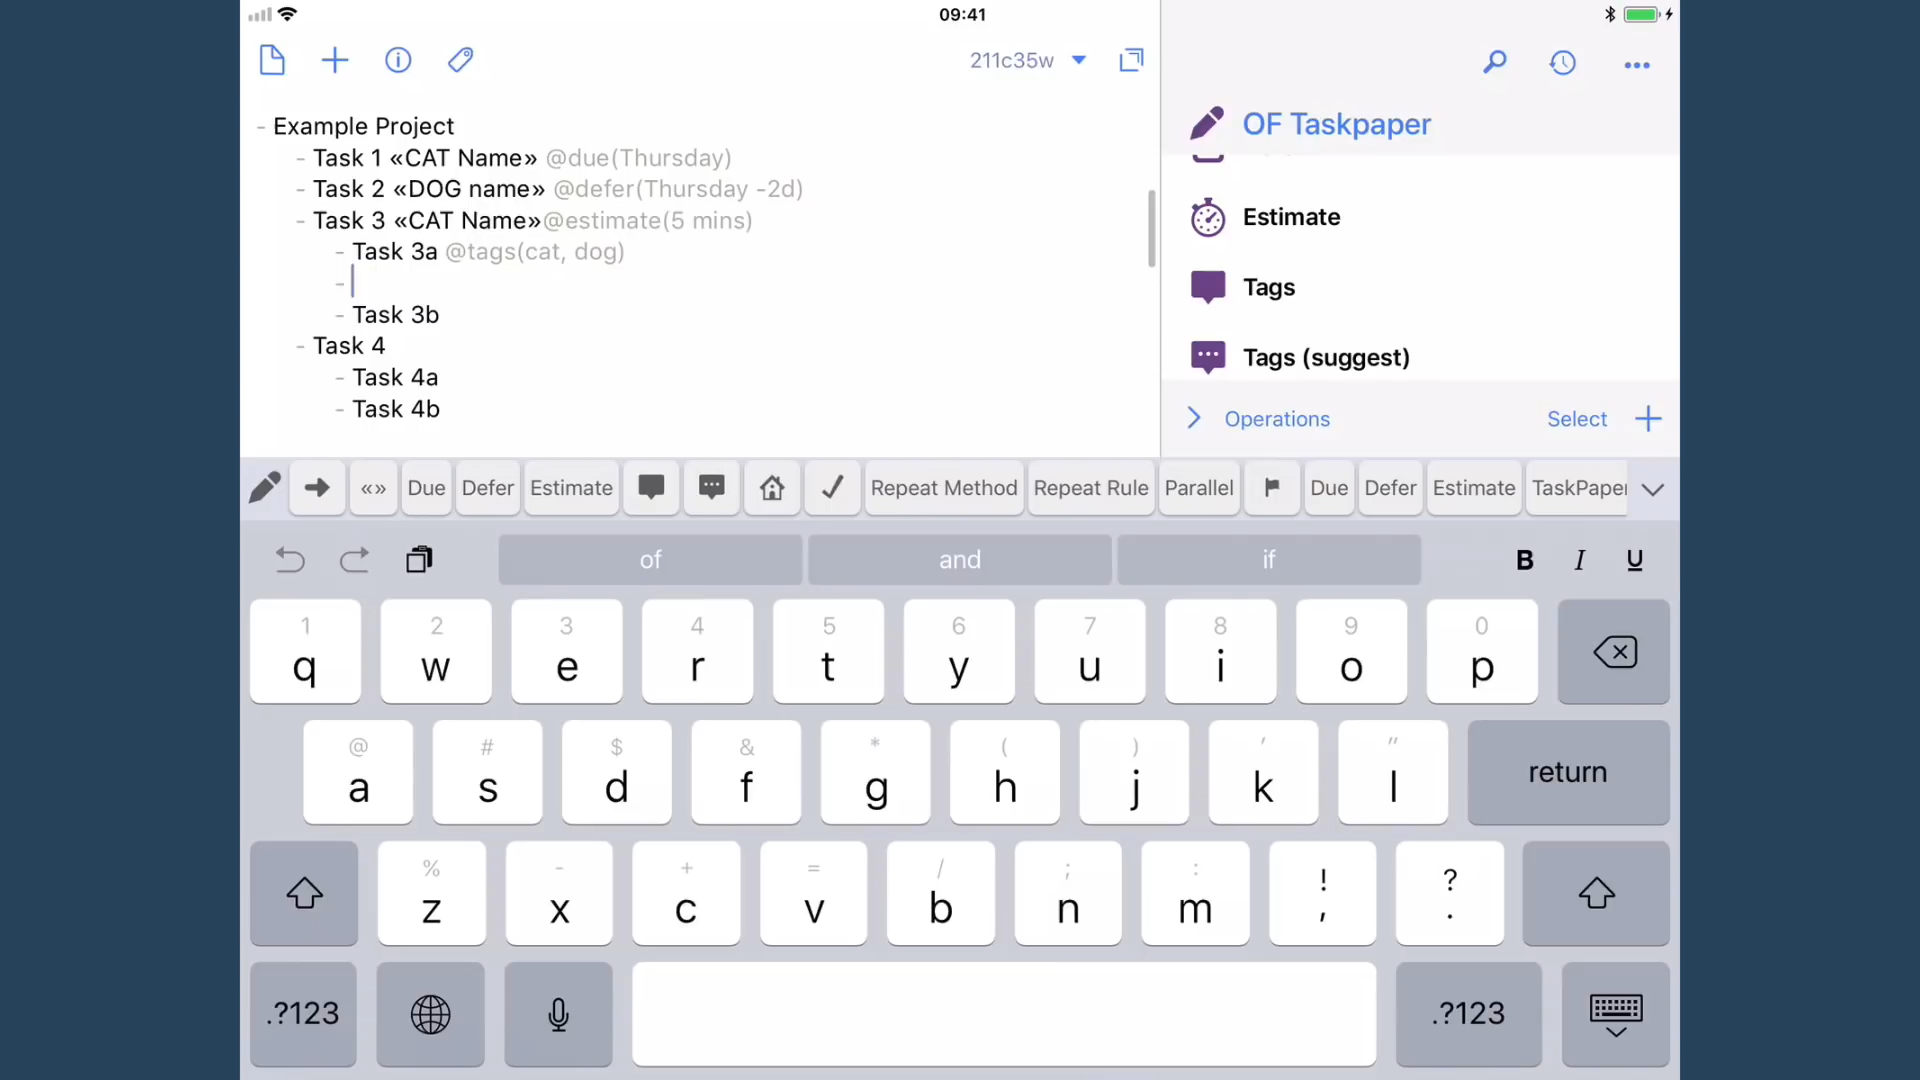 09:41
211c35w
- Example Project
- Task 1 «CAT Name» @due(Thursday)
- Task 2 «DOG name» @defer(Thursday -2d)
- Task 3 «CAT Name»@estimate(5 mins)
- Task 3a @tags(cat, dog)
-
- Task 3b
- Task 4
- Task 4a
- Task 4b
OF Taskpaper
Estimate
Tags
Tags (suggest)
Operations Select
«» Due Defer Estimate Repeat Method Repeat Rule Parallel Due Defer Estimate TaskPaper
of and if B I U
1 2 3 4 5 6 7 8 9 0
q w e r t y u i o p
@ # $ & * ( ) ' "
a s d f g h j k l return
% - + = / ; : ! ?
z x c v b n m , .
.?123 .?123